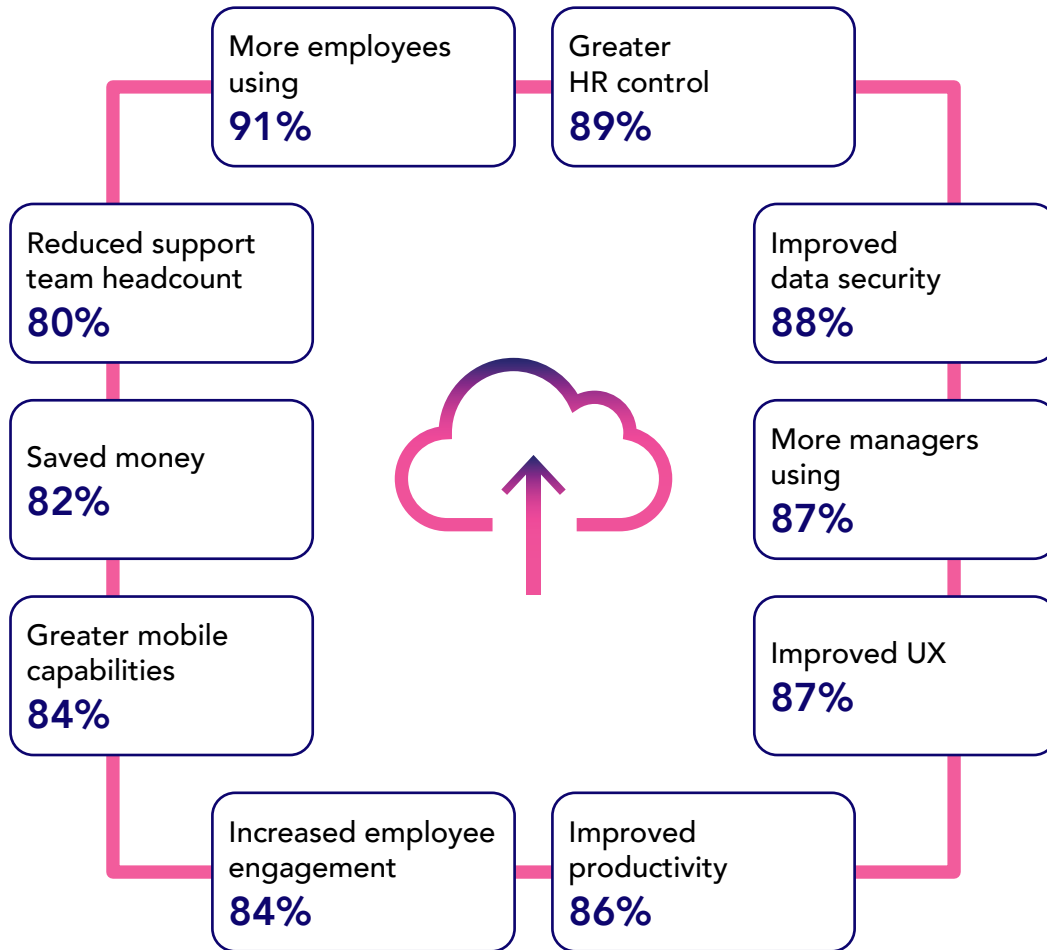 More employees
using
91%
Greater
HR control
89%
Reduced support
team headcount
80%
Improved
data security
88%
Saved money
82%
More managers
using
87%
Greater mobile
capabilities
84%
Improved UX
87%
Increased employee
engagement
84%
Improved
productivity
86%